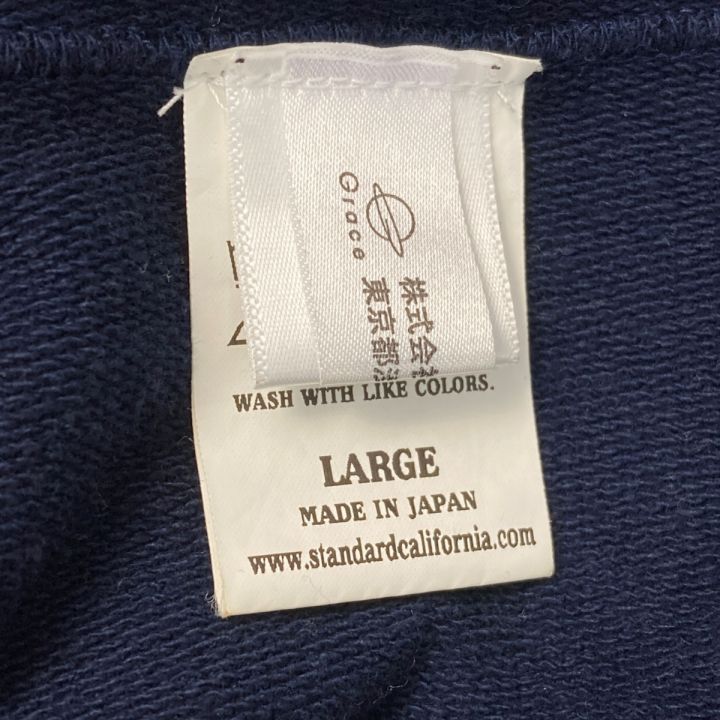 Grace
株式会
東京都
WASH WITH LIKE COLORS.
LARGE
MADE IN JAPAN
www.standardcalifornia.com